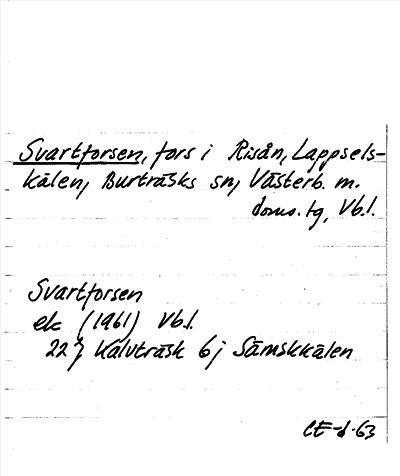 Svartforsen, fors i Risån, Lappsels-
kälen, Burträsks sn, Västerb. m.
doms. tg, Vb.l.
Svartforsen
ek (1961) Vb.l.
22 j Kalvträsk 6 j Sämskkälen
CE-d-63